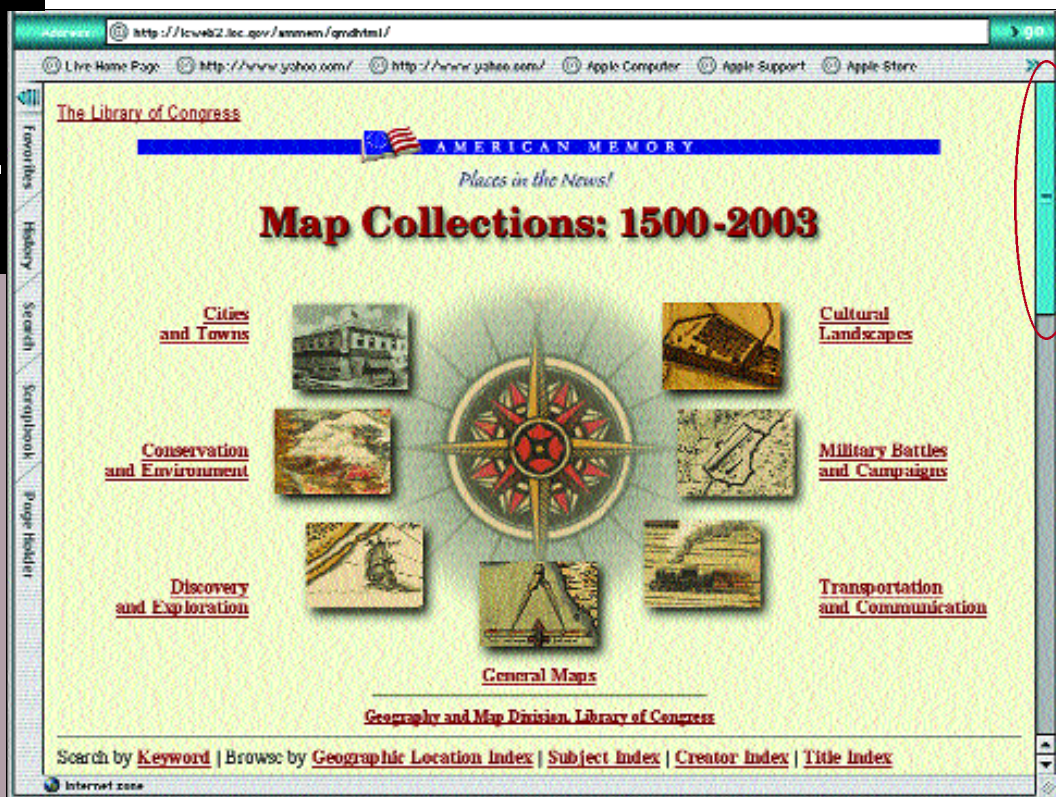 Address http://lcweb2.loc.gov/ammem/gmdhtml/ go
Live Home Page http://www.yahoo.com/ http://www.yahoo.com/ Apple Computer Apple Support Apple Store
Favorites
History
Search
Scrapbook
Page Holder
The Library of Congress
AMERICAN MEMORY
Places in the News!
Map Collections: 1500-2003
Cities
and Towns
Cultural
Landscapes
Conservation
and Environment
Military Battles
and Campaigns
Discovery
and Exploration
Transportation
and Communication
General Maps
Geography and Map Division, Library of Congress
Search by Keyword | Browse by Geographic Location Index | Subject Index | Creator Index | Title Index
Internet zone